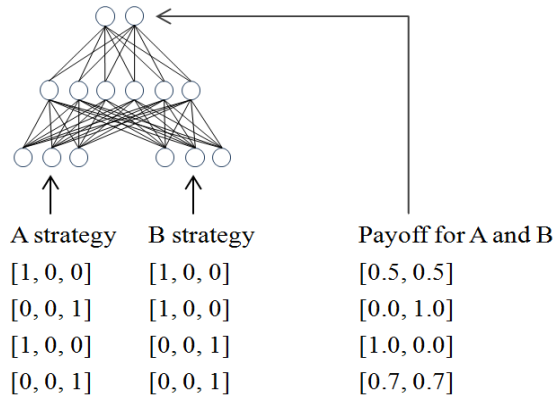 A strategy B strategy Payoff for A and B
[1, 0, 0] [1, 0, 0] [0.5, 0.5]
[0, 0, 1] [1, 0, 0] [0.0, 1.0]
[1, 0, 0] [0, 0, 1] [1.0, 0.0]
[0, 0, 1] [0, 0, 1] [0.7, 0.7]